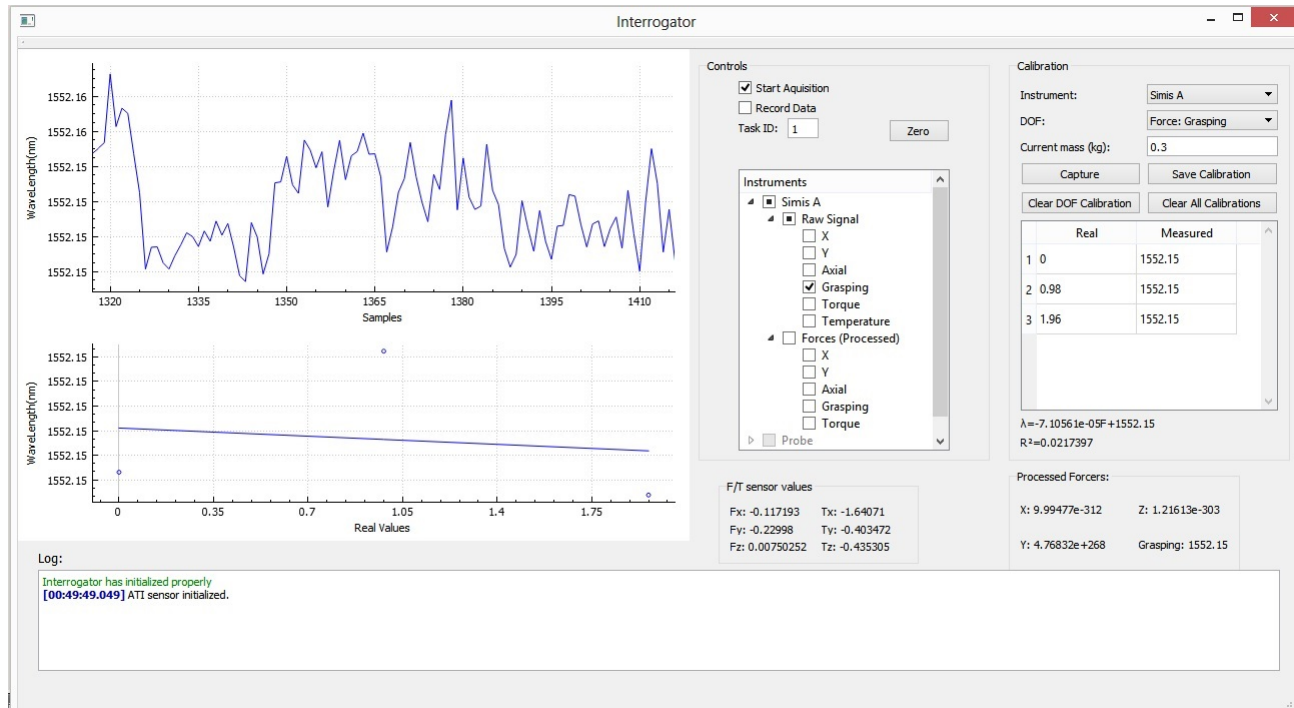 Interrogator
1552.16
1552.16
1552.15
1552.15
1552.15
1552.15
WaveLength(nm)
1320 1335 1350 1365 1380 1395 1410
Samples
1552.15
1552.15
1552.15
1552.15
1552.15
1552.15
WaveLength(nm)
0 0.35 0.7 1.05 1.4 1.75
Real Values
Controls
Start Aquisition
Record Data
Task ID: 1 Zero
Instruments
Simis A
Raw Signal
X
Y
Axial
Grasping
Torque
Temperature
Forces (Processed)
X
Y
Axial
Grasping
Torque
Probe
F/T sensor values
Fx: -0.117193 Tx: -1.64071
Fy: -0.22998 Ty: -0.403472
Fz: 0.00750252 Tz: -0.435305
Calibration
Instrument: Simis A
DOF: Force: Grasping
Current mass (kg): 0.3
Capture Save Calibration
Clear DOF Calibration Clear All Calibrations
Real Measured
1 0 1552.15
2 0.98 1552.15
3 1.96 1552.15
λ=-7.10561e-05F+1552.15
R²=0.0217397
Processed Forcers:
X: 9.99477e-312 Z: 1.21613e-303
Y: 4.76832e+268 Grasping: 1552.15
Log:
Interrogator has initialized properly
[00:49:49.049] ATI sensor initialized.